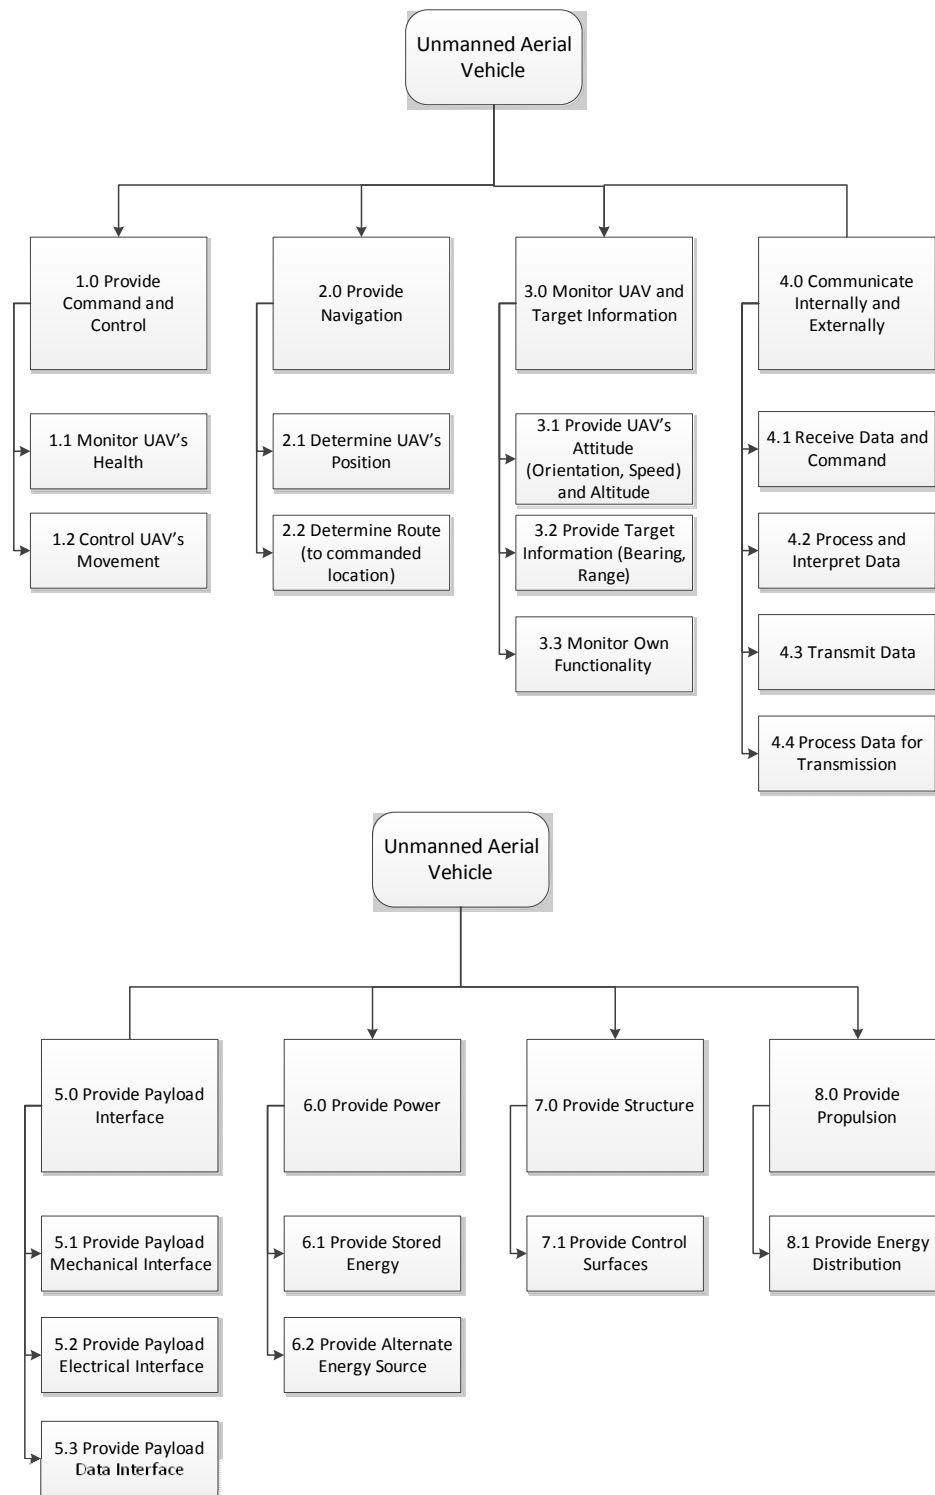 Unmanned Aerial
Vehicle
1.0 Provide
Command and
Control
2.0 Provide
Navigation
3.0 Monitor UAV and
Target Information
4.0 Communicate
Internally and
Externally
1.1 Monitor UAV’s
Health
2.1 Determine UAV’s
Position
3.1 Provide UAV’s
Attitude
(Orientation, Speed)
and Altitude
4.1 Receive Data and
Command
1.2 Control UAV’s
Movement
2.2 Determine Route
(to commanded
location)
3.2 Provide Target
Information (Bearing,
Range)
4.2 Process and
Interpret Data
3.3 Monitor Own
Functionality
4.3 Transmit Data
4.4 Process Data for
Transmission
Unmanned Aerial
Vehicle
5.0 Provide Payload
Interface
6.0 Provide Power
7.0 Provide Structure
8.0 Provide
Propulsion
5.1 Provide Payload
Mechanical Interface
6.1 Provide Stored
Energy
7.1 Provide Control
Surfaces
8.1 Provide Energy
Distribution
5.2 Provide Payload
Electrical Interface
6.2 Provide Alternate
Energy Source
5.3 Provide Payload
Data Interface